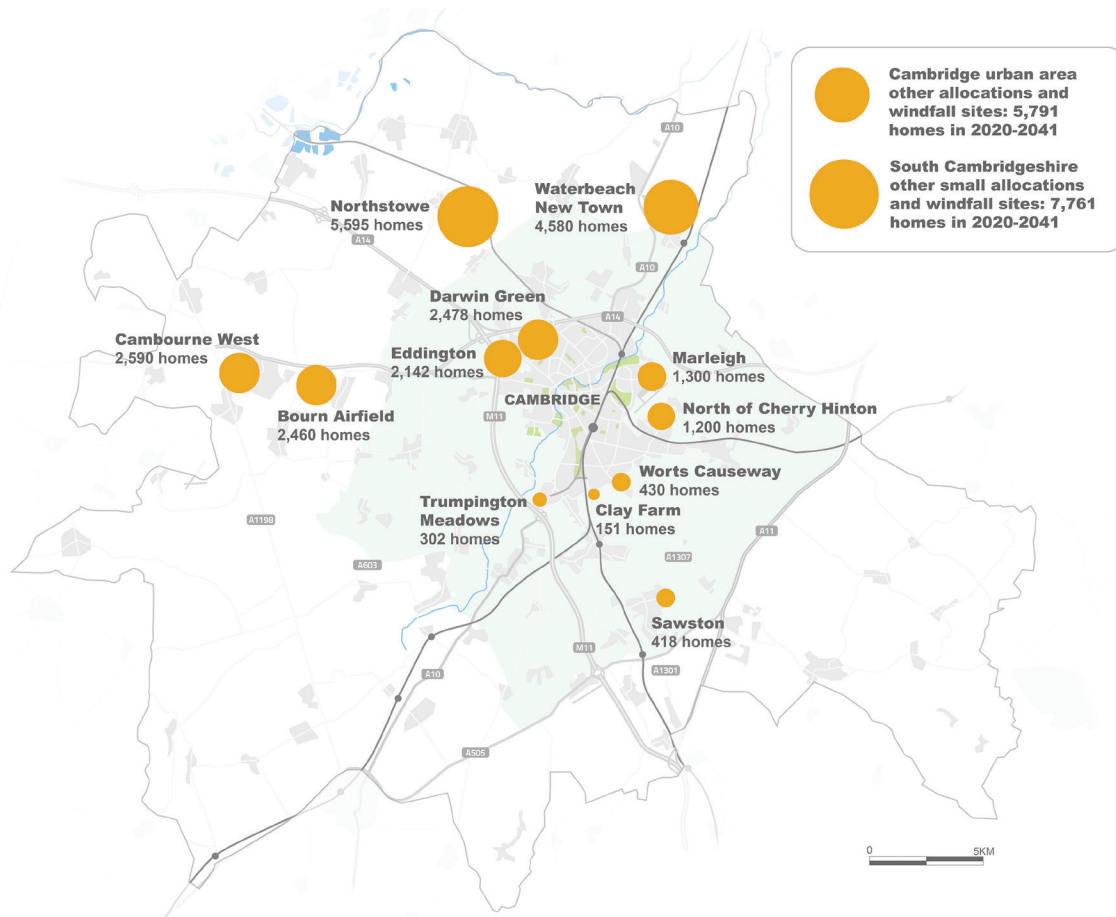 Cambridge urban area
other allocations and
windfall sites: 5,791
homes in 2020-2041
South Cambridgeshire
other small allocations
and windfall sites: 7,761
homes in 2020-2041
A10
Northstowe
5,595 homes
Waterbeach
New Town
4,580 homes
A14
A10
Darwin Green
2,478 homes
A14
Cambourne West
2,590 homes
Eddington
2,142 homes
Marleigh
1,300 homes
Bourn Airfield
2,460 homes
M11
CAMBRIDGE
North of Cherry Hinton
1,200 homes
Worts Causeway
430 homes
Trumpington
Meadows
302 homes
Clay Farm
151 homes
A1198
A11
A603
A1307
Sawston
418 homes
M11
A10
A1301
A505
0
5KM